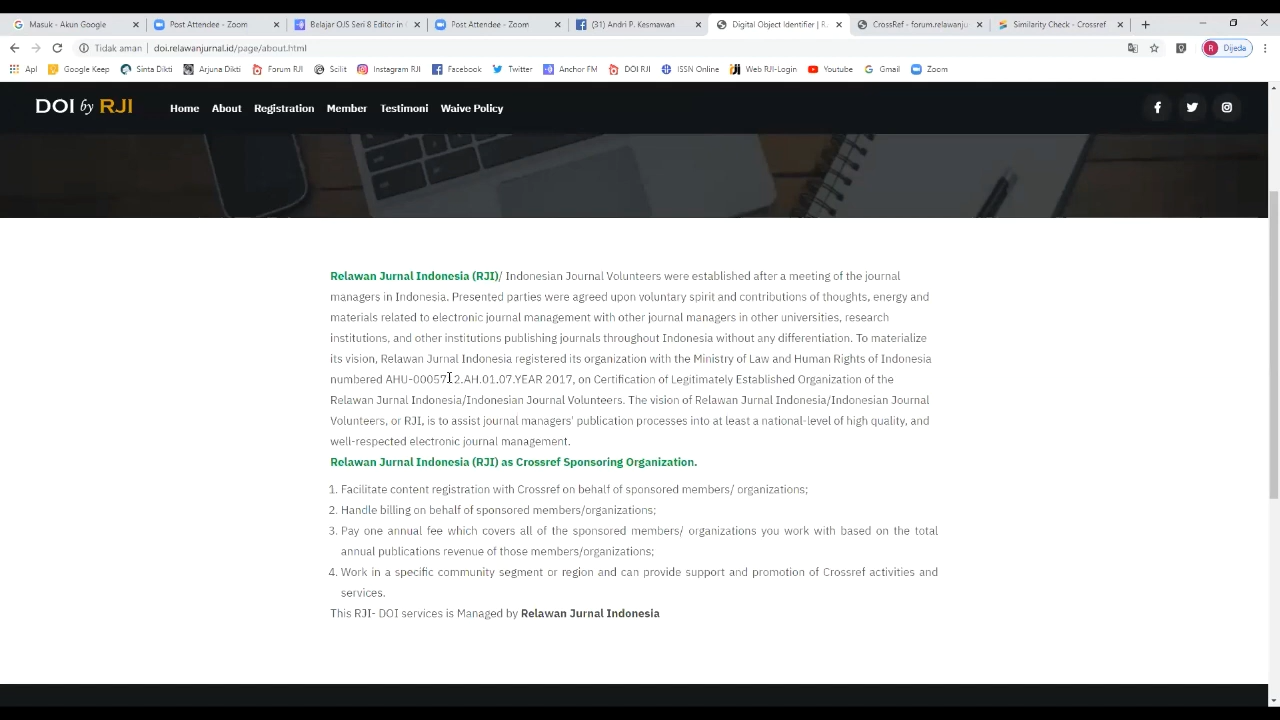 Masuk - Akun Google
Post Attendee - Zoom
Belajar OJS Seri 8 Editor in
Post Attendee - Zoom
(31) Andri P. Kesmawan
Digital Object Identifier | R
CrossRef - forum.relawanju
Similarity Check - Crossref
Tidak aman | doi.relawanjurnal.id/page/about.html
R Dijeda
Apl
Google Keep
Sinta Dikti
Arjuna Dikti
Forum RJI
Scilit
Instagram RJI
Facebook
Twitter
Anchor FM
DOI RJI
ISSN Online
Web RJI-Login
Youtube
Gmail
Zoom
DOI by RJI
Home
About
Registration
Member
Testimoni
Waive Policy
Relawan Jurnal Indonesia (RJI)/ Indonesian Journal Volunteers were established after a meeting of the journal
managers in Indonesia. Presented parties were agreed upon voluntary spirit and contributions of thoughts, energy and
materials related to electronic journal management with other journal managers in other universities, research
institutions, and other institutions publishing journals throughout Indonesia without any differentiation. To materialize
its vision, Relawan Jurnal Indonesia registered its organization with the Ministry of Law and Human Rights of Indonesia
numbered 2.AH.01.07.YEAR 2017, on Certification of Legitimately Established Organization of the
Relawan Jurnal Indonesia/Indonesian Journal Volunteers. The vision of Relawan Jurnal Indonesia/Indonesian Journal
Volunteers, or RJI, is to assist journal managers' publication processes into at least a national-level of high quality, and
well-respected electronic journal management.
Relawan Jurnal Indonesia (RJI) as Crossref Sponsoring Organization.
1. Facilitate content registration with Crossref on behalf of sponsored members/ organizations;
2. Handle billing on behalf of sponsored members/organizations;
3. Pay one annual fee which covers all of the sponsored members/ organizations you work with based on the total
annual publications revenue of those members/organizations;
4. Work in a specific community segment or region and can provide support and promotion of Crossref activities and
services.
This RJI- DOI services is Managed by Relawan Jurnal Indonesia